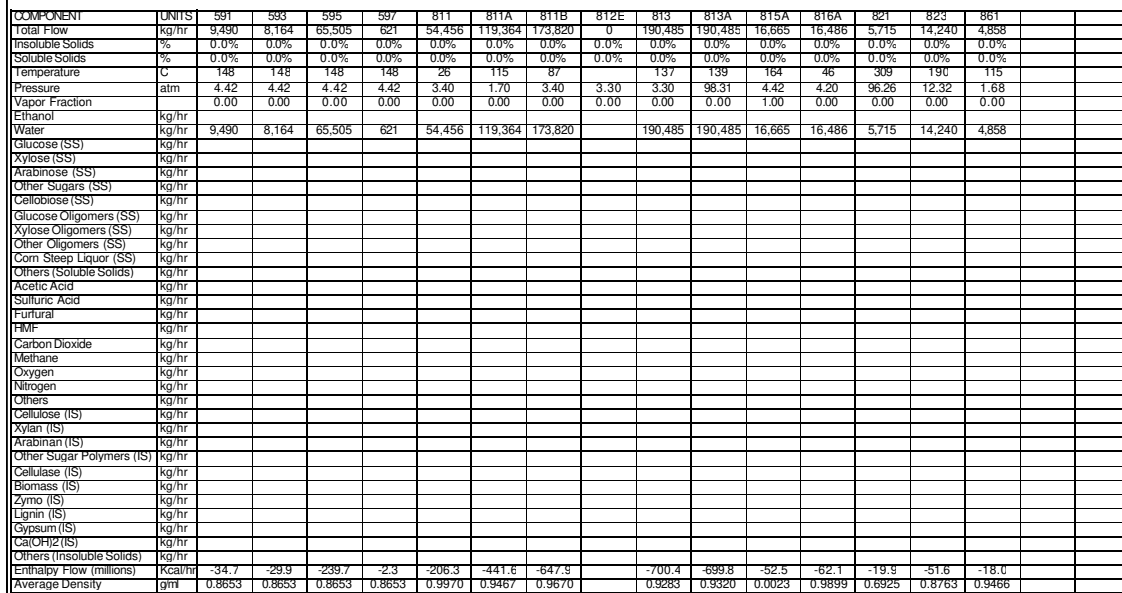 COMPONENT UNITS 591 593 595 597 811 811A 811B 812E 813 813A 815A 816A 821 823 861
Total Flow kg/hr 9,490 8,164 65,505 621 54,456 119,364 173,820 0 190,485 190,485 16,665 16,486 5,715 14,240 4,858
Insoluble Solids % 0.0% 0.0% 0.0% 0.0% 0.0% 0.0% 0.0% 0.0% 0.0% 0.0% 0.0% 0.0% 0.0% 0.0% 0.0%
Soluble Solids % 0.0% 0.0% 0.0% 0.0% 0.0% 0.0% 0.0% 0.0% 0.0% 0.0% 0.0% 0.0% 0.0% 0.0% 0.0%
Temperature C 148 148 148 148 26 115 87 137 139 164 46 309 190 115
Pressure atm 4.42 4.42 4.42 4.42 3.40 1.70 3.40 3.30 3.30 98.31 4.42 4.20 96.26 12.32 1.68
Vapor Fraction 0.00 0.00 0.00 0.00 0.00 0.00 0.00 0.00 0.00 0.00 1.00 0.00 0.00 0.00 0.00
Ethanol kg/hr
Water kg/hr 9,490 8,164 65,505 621 54,456 119,364 173,820 190,485 190,485 16,665 16,486 5,715 14,240 4,858
Glucose (SS) kg/hr
Xylose (SS) kg/hr
Arabinose (SS) kg/hr
Other Sugars (SS) kg/hr
Cellobiose (SS) kg/hr
Glucose Oligomers (SS) kg/hr
Xylose Oligomers (SS) kg/hr
Other Oligomers (SS) kg/hr
Corn Steep Liquor (SS) kg/hr
Others (Soluble Solids) kg/hr
Acetic Acid kg/hr
Sulfuric Acid kg/hr
Furfural kg/hr
HMF kg/hr
Carbon Dioxide kg/hr
Methane kg/hr
Oxygen kg/hr
Nitrogen kg/hr
Others kg/hr
Cellulose (IS) kg/hr
Xylan (IS) kg/hr
Arabinan (IS) kg/hr
Other Sugar Polymers (IS) kg/hr
Cellulase (IS) kg/hr
Biomass (IS) kg/hr
Zymo (IS) kg/hr
Lignin (IS) kg/hr
Gypsum (IS) kg/hr
Ca(OH)2 (IS) kg/hr
Others (Insoluble Solids) kg/hr
Enthalpy Flow (millions) Kcal/hr -34.7 -29.9 -239.7 -2.3 -206.3 -441.6 -647.9 -700.4 -699.8 -52.5 -62.1 -19.9 -51.6 -18.0
Average Density g/ml 0.8653 0.8653 0.8653 0.8653 0.9970 0.9467 0.9670 0.9283 0.9320 0.0023 0.9899 0.6925 0.8763 0.9466